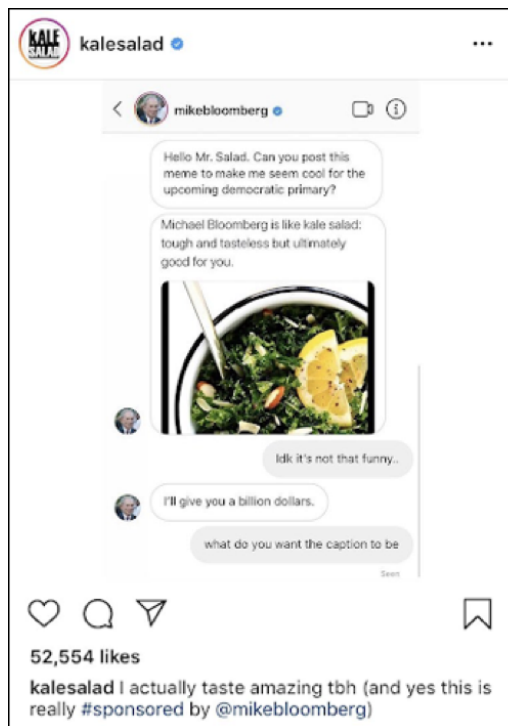 KALE
SALAD
kalesalad
mikebloomberg
Hello Mr. Salad. Can you post this
meme to make me seem cool for the
upcoming democratic primary?
Michael Bloomberg is like kale salad:
tough and tasteless but ultimately
good for you.
Idk it's not that funny..
I'll give you a billion dollars.
what do you want the caption to be
Seen
52,554 likes
kalesalad I actually taste amazing tbh (and yes this is
really #sponsored by @mikebloomberg)